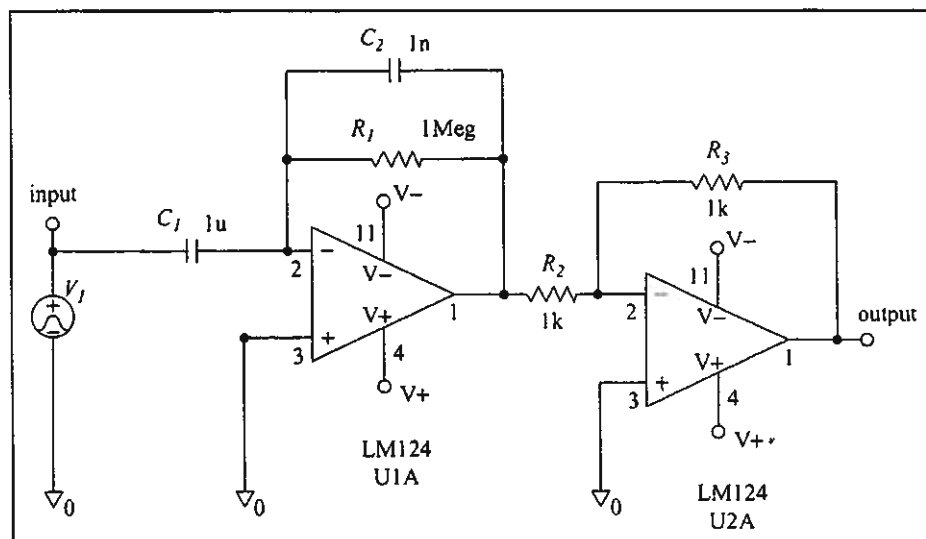 C2 1n
R1 1Meg
R3
1k
input
C1 1u
V1
+
−
V−
11
2
−
V−
V+
+
3
4
1
V+
LM124
U1A
R2
1k
V−
11
2
−
V−
V+
+
3
4
1
V+
output
LM124
U2A
0
0
0